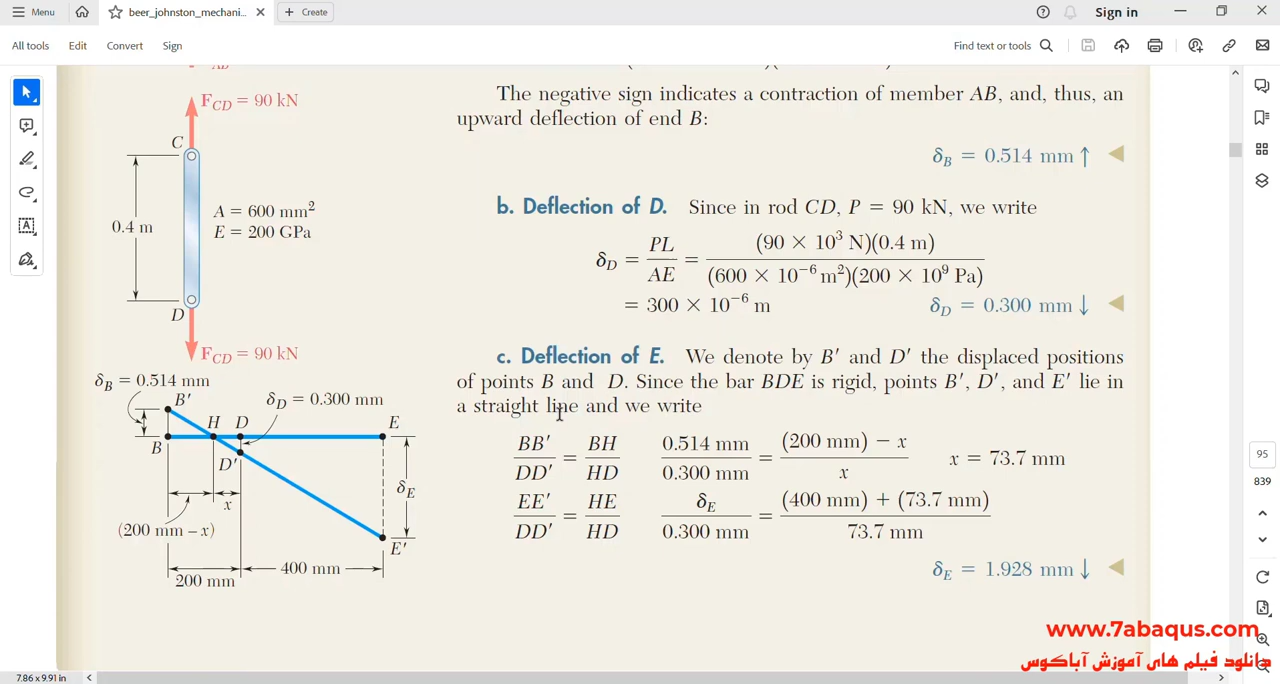 Menu
beer_johnston_mechani...
+ Create
Sign in
All tools Edit Convert Sign
Find text or tools
F_CD = 90 kN
C
0.4 m
A = 600 mm²
E = 200 GPa
D
F_CD = 90 kN
The negative sign indicates a contraction of member AB, and, thus, an
upward deflection of end B:
δ_B = 0.514 mm ↑
b. Deflection of D. Since in rod CD, P = 90 kN, we write
δ_D = PL / AE = (90 × 10³ N)(0.4 m) / (600 × 10⁻⁶ m²)(200 × 10⁹ Pa)
= 300 × 10⁻⁶ m δ_D = 0.300 mm ↓
c. Deflection of E. We denote by B′ and D′ the displaced positions
of points B and D. Since the bar BDE is rigid, points B′, D′, and E′ lie in
a straight line and we write
BB′ / DD′ = BH / HD 0.514 mm / 0.300 mm = (200 mm) − x / x x = 73.7 mm
EE′ / DD′ = HE / HD δ_E / 0.300 mm = (400 mm) + (73.7 mm) / 73.7 mm
δ_E = 1.928 mm ↓
δ_B = 0.514 mm
B′
δ_D = 0.300 mm
H D E
B
D′
δ_E
x
(200 mm – x)
E′
400 mm
200 mm
95
839
www.7abaqus.com
دانلود فیلم های آموزش آباکوس
7.86 x 9.91 in